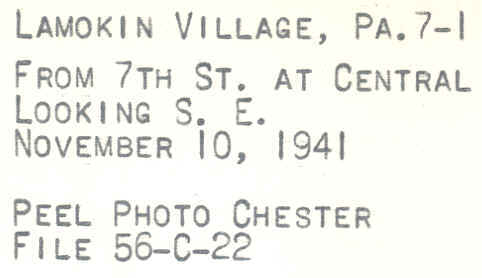 LAMOKIN VILLAGE, PA.7-1
FROM 7TH ST. AT CENTRAL
LOOKING S. E.
NOVEMBER 10, 1941
PEEL PHOTO CHESTER
FILE 56-C-22